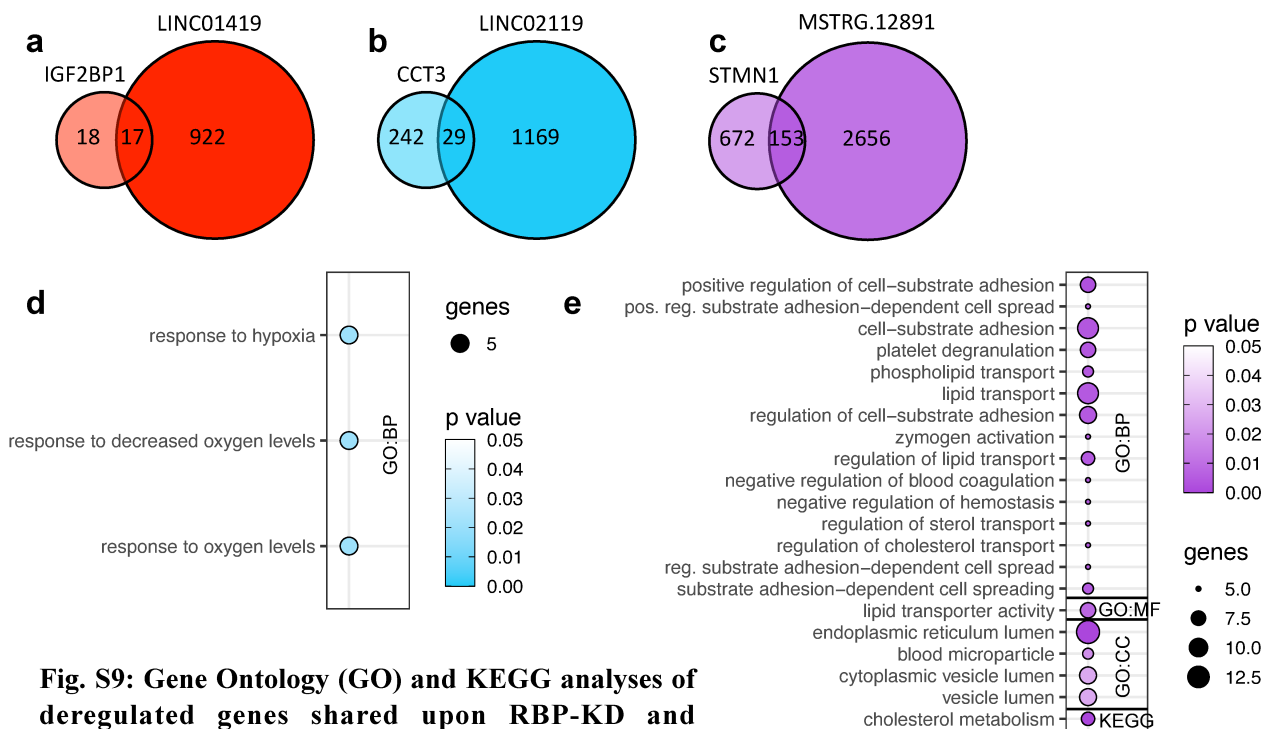 a
LINC01419
IGF2BP1
18
17
922
b
LINC02119
CCT3
242
29
1169
c
MSTRG.12891
STMN1
672
153
2656
d
response to hypoxia
response to decreased oxygen levels
response to oxygen levels
GO:BP
genes
5
p value
0.05
0.04
0.03
0.02
0.01
0.00
e
positive regulation of cell−substrate adhesion
pos. reg. substrate adhesion−dependent cell spread
cell−substrate adhesion
platelet degranulation
phospholipid transport
lipid transport
regulation of cell−substrate adhesion
zymogen activation
regulation of lipid transport
negative regulation of blood coagulation
negative regulation of hemostasis
regulation of sterol transport
regulation of cholesterol transport
reg. substrate adhesion−dependent cell spread
substrate adhesion−dependent cell spreading
lipid transporter activity
endoplasmic reticulum lumen
blood microparticle
cytoplasmic vesicle lumen
vesicle lumen
cholesterol metabolism
GO:BP
GO:MF
GO:CC
KEGG
p value
0.05
0.04
0.03
0.02
0.01
0.00
genes
5.0
7.5
10.0
12.5
Fig. S9: Gene Ontology (GO) and KEGG analyses of
deregulated genes shared upon RBP-KD and